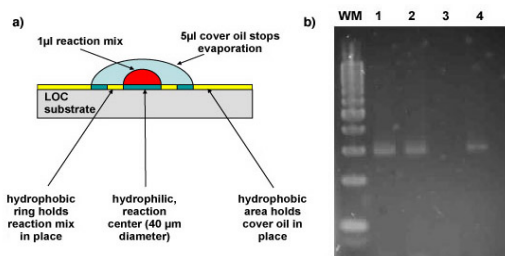 a)
1µl reaction mix
5µl cover oil stops
evaporation
LOC
substrate
hydrophobic
ring holds
reaction mix
in place
hydrophilic,
reaction
center (40 µm
diameter)
hydrophobic
area holds
cover oil in
place
b)
WM 1 2 3 4